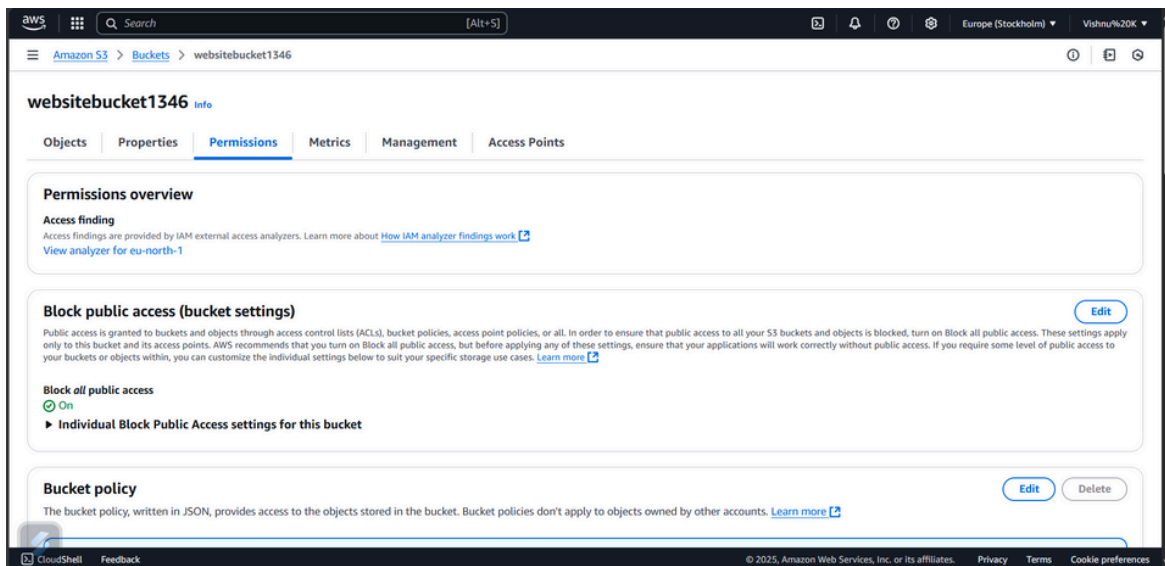 aws Search [Alt+S] Europe (Stockholm) Vishnu%20K
Amazon S3 > Buckets > websitebucket1346
websitebucket1346 Info
Objects Properties Permissions Metrics Management Access Points
Permissions overview
Access finding
Access findings are provided by IAM external access analyzers. Learn more about How IAM analyzer findings work
View analyzer for eu-north-1
Block public access (bucket settings) Edit
Public access is granted to buckets and objects through access control lists (ACLs), bucket policies, access point policies, or all. In order to ensure that public access to all your S3 buckets and objects is blocked, turn on Block all public access. These settings apply
only to this bucket and its access points. AWS recommends that you turn on Block all public access, but before applying any of these settings, ensure that your applications will work correctly without public access. If you require some level of public access to
your buckets or objects within, you can customize the individual settings below to suit your specific storage use cases. Learn more
Block all public access
On
Individual Block Public Access settings for this bucket
Bucket policy Edit Delete
The bucket policy, written in JSON, provides access to the objects stored in the bucket. Bucket policies don't apply to objects owned by other accounts. Learn more
CloudShell Feedback © 2025, Amazon Web Services, Inc. or its affiliates. Privacy Terms Cookie preferences